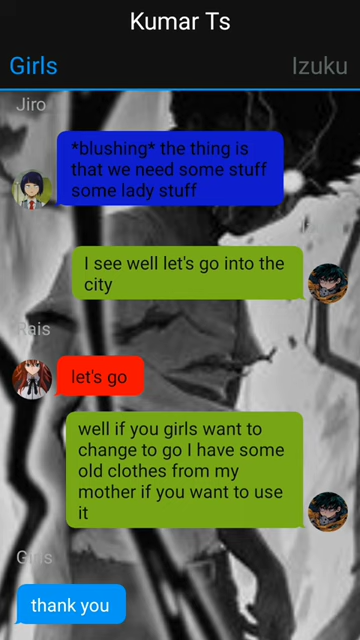 Kumar Ts
Girls
Izuku
Jiro
*blushing* the thing is
that we need some stuff
some lady stuff
I see well let's go into the
city
Rais
let's go
well if you girls want to
change to go I have some
old clothes from my
mother if you want to use
it
Girls
thank you